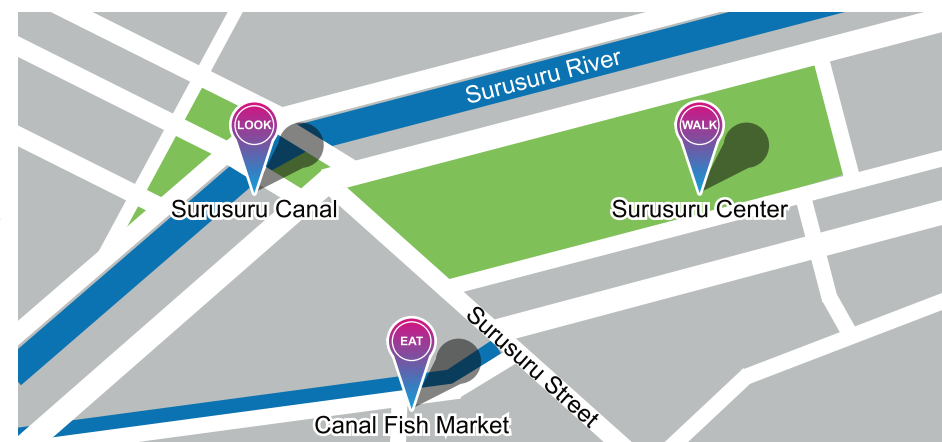 Surusuru River
LOOK
WALK
Surusuru Canal
Surusuru Center
Surusuru Street
EAT
Canal Fish Market